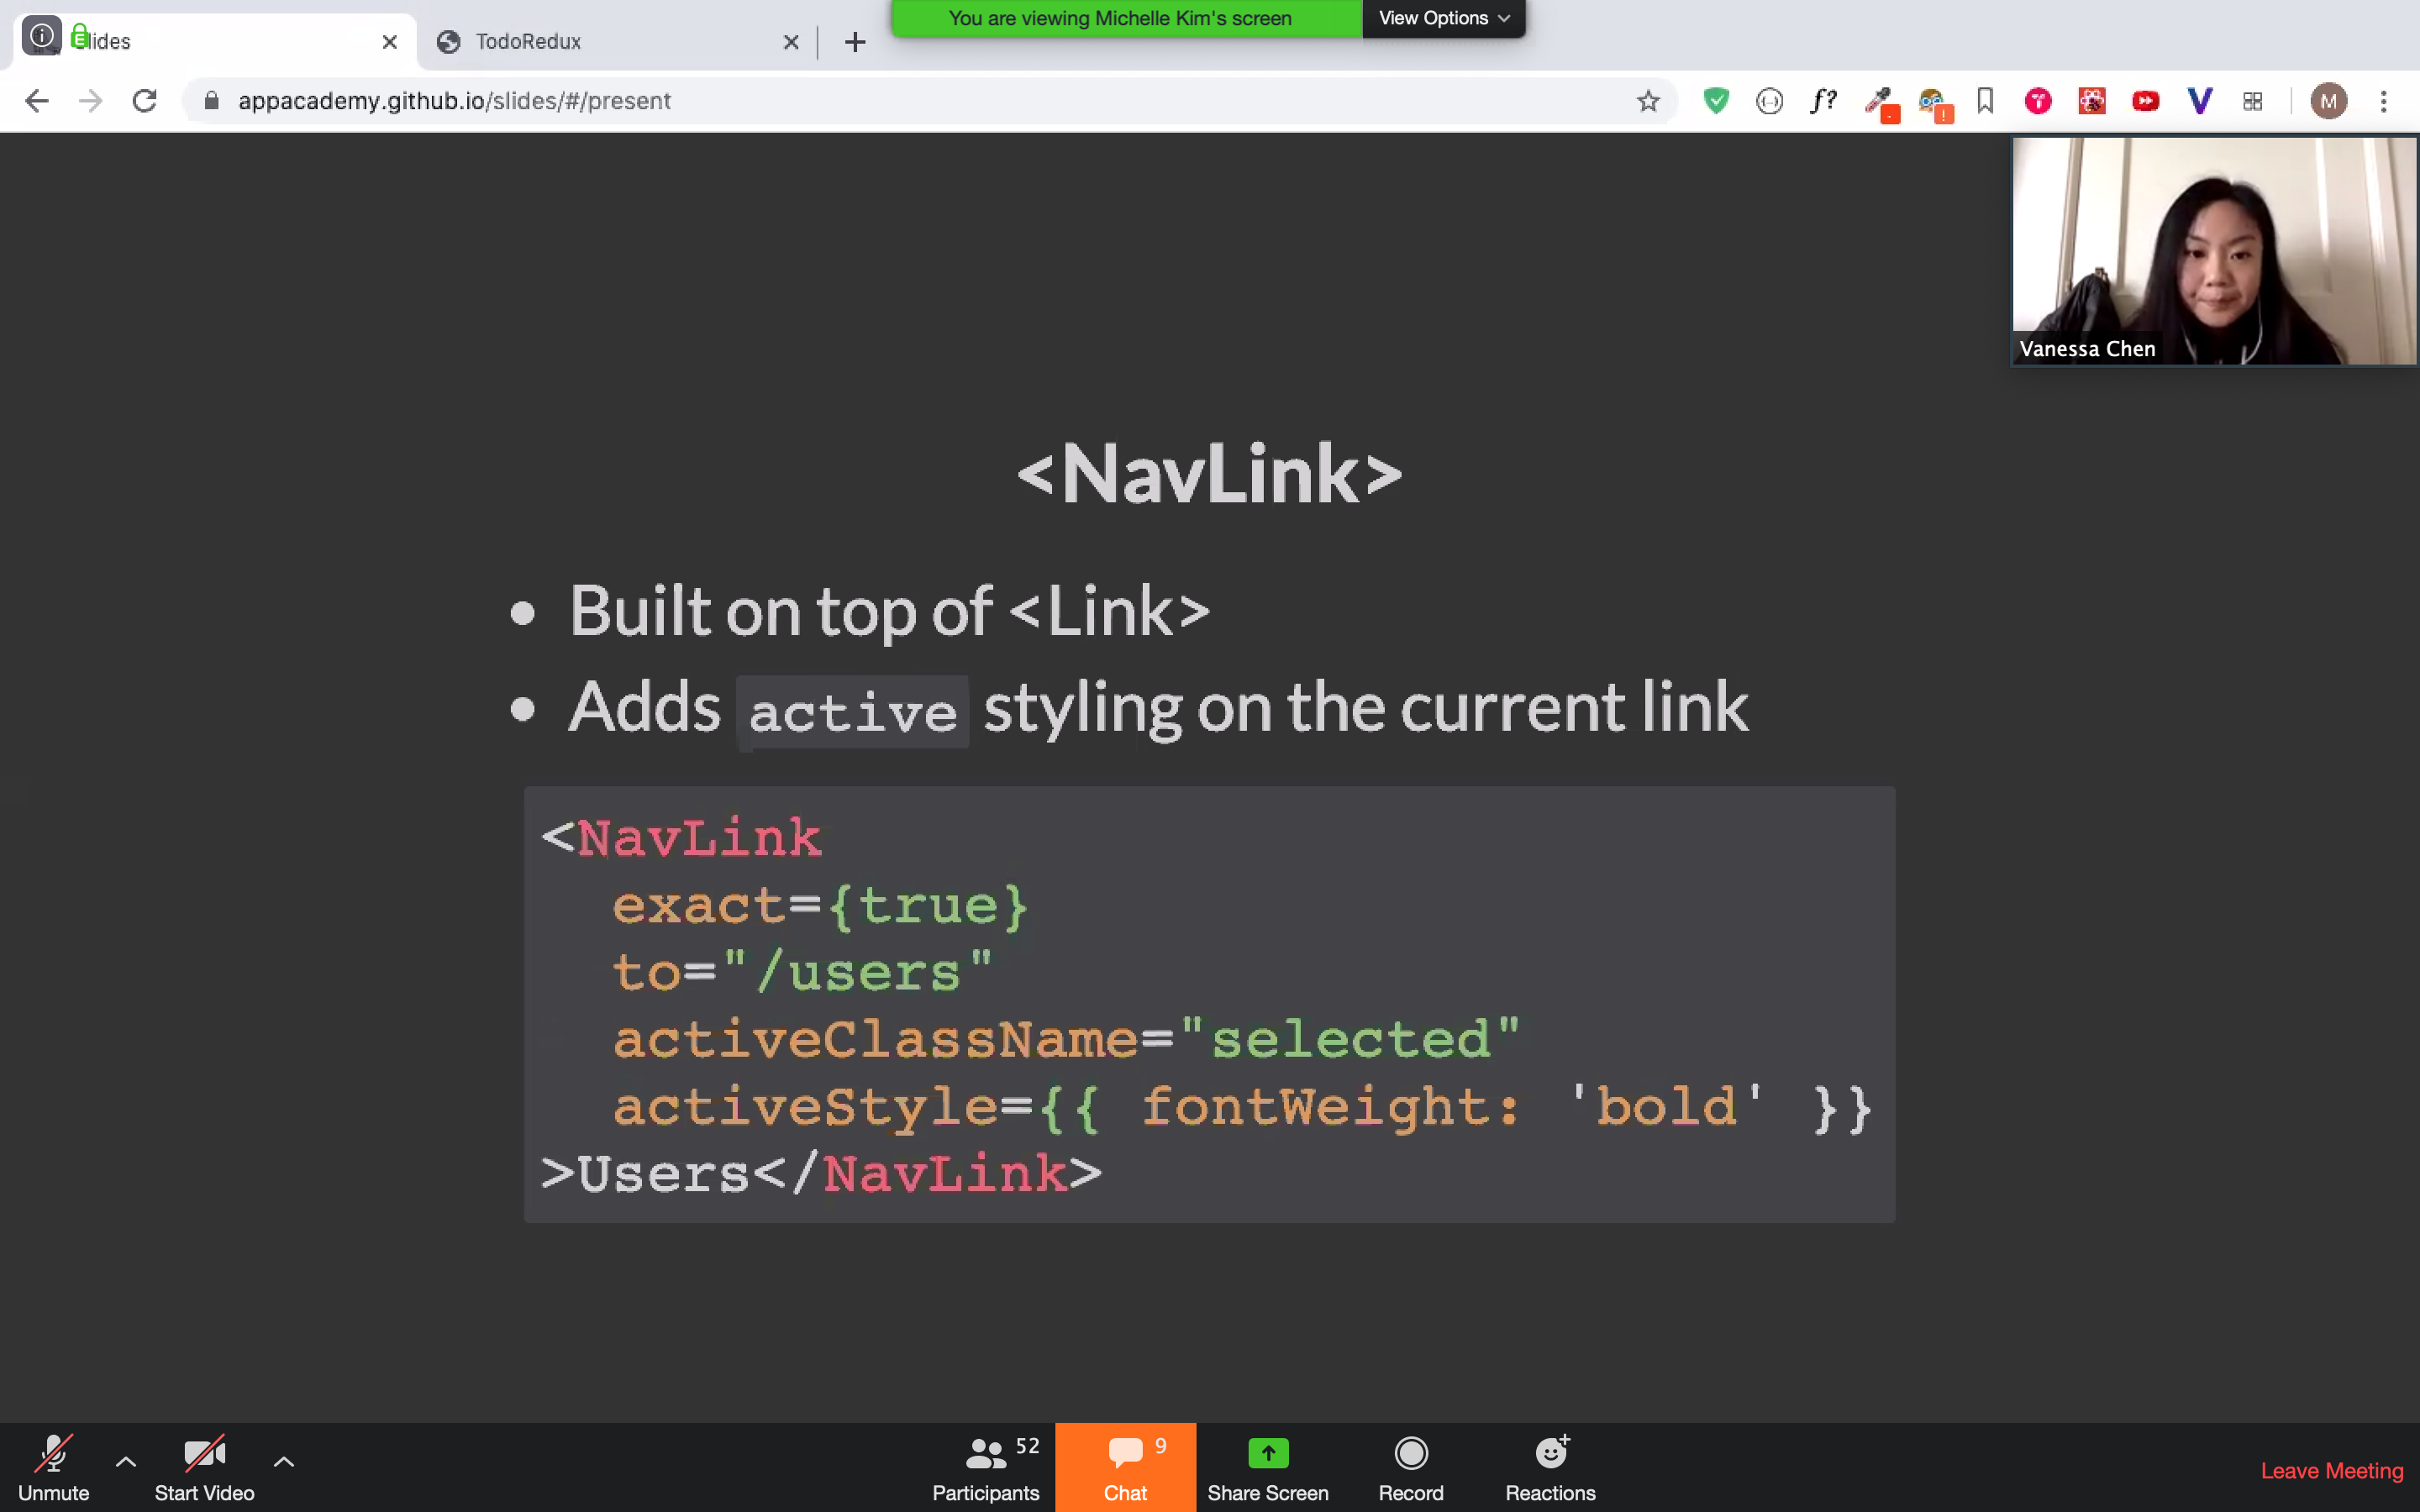 Slides
TodoRedux
You are viewing Michelle Kim's screen
View Options
appacademy.github.io/slides/#/present
f?
M
Vanessa Chen
<NavLink>
Built on top of <Link>
Adds active styling on the current link
<NavLink
exact={true}
to="/users"
activeClassName="selected"
activeStyle={{ fontWeight: 'bold' }}
>Users</NavLink>
Unmute
Start Video
52
Participants
9
Chat
Share Screen
Record
Reactions
Leave Meeting